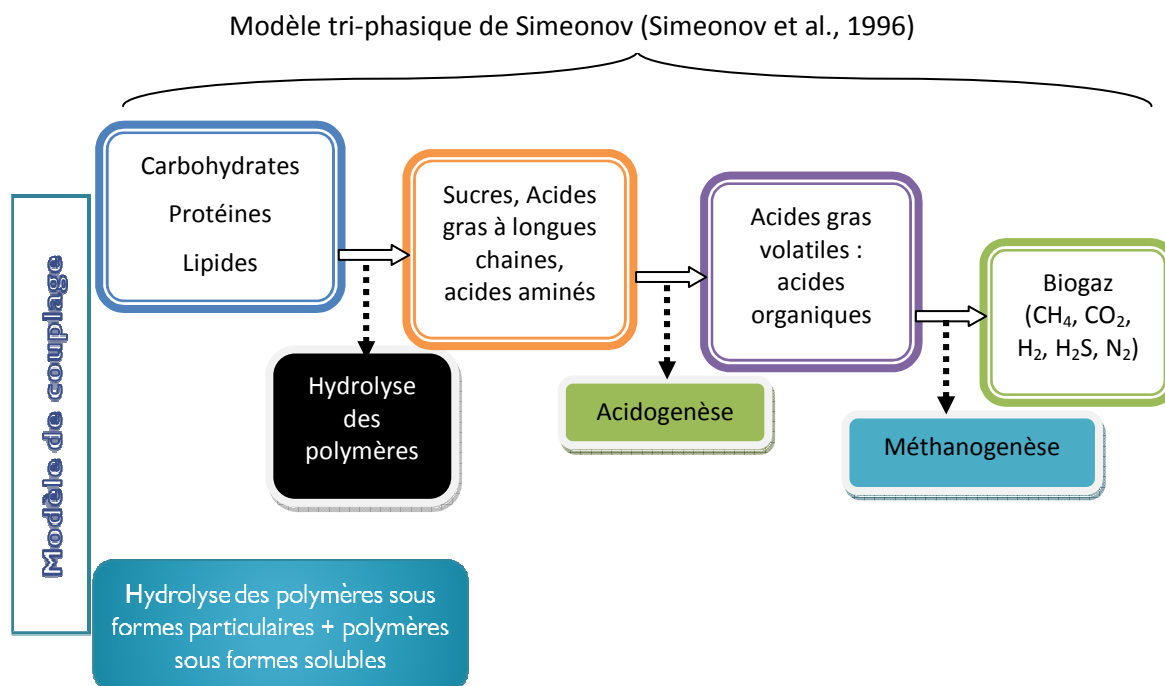 Modèle tri-phasique de Simeonov (Simeonov et al., 1996)
Carbohydrates
Protéines
Lipides
Sucres, Acides
gras à longues
chaines,
acides aminés
Acides gras
volatiles :
acides
organiques
Biogaz
(CH₄, CO₂,
H₂, H₂S, N₂)
Hydrolyse
des
polymères
Acidogenèse
Méthanogenèse
Modèle de couplage
Hydrolyse des polymères sous
formes particulaires + polymères
sous formes solubles